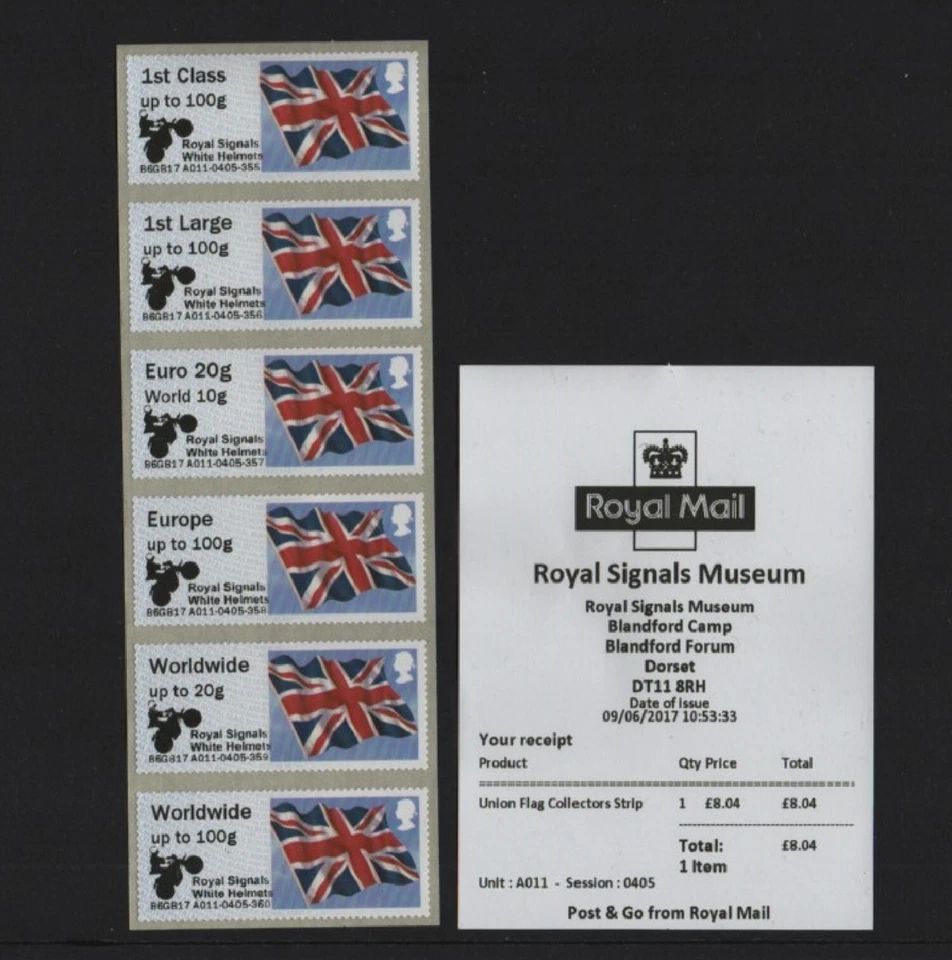 1st Class
up to 100g
Royal Signals
White Helmets
B6GB17 A011-0405-355
1st Large
up to 100g
Royal Signals
White Helmets
B6GB17 A011-0405-356
Euro 20g
World 10g
Royal Signals
White Helmets
B6GB17 A011-0405-357
Europe
up to 100g
Royal Signals
White Helmets
B6GB17 A011-0405-358
Worldwide
up to 20g
Royal Signals
White Helmets
B6GB17 A011-0405-359
Worldwide
up to 100g
Royal Signals
White Helmets
B6GB17 A011-0405-360
Royal Mail
Royal Signals Museum
Royal Signals Museum
Blandford Camp
Blandford Forum
Dorset
DT11 8RH
Date of Issue
09/06/2017 10:53:33
Your receipt
Product Qty Price Total
Union Flag Collectors Strip 1 £8.04 £8.04
Total: £8.04
1 Item
Unit : A011 - Session : 0405
Post & Go from Royal Mail